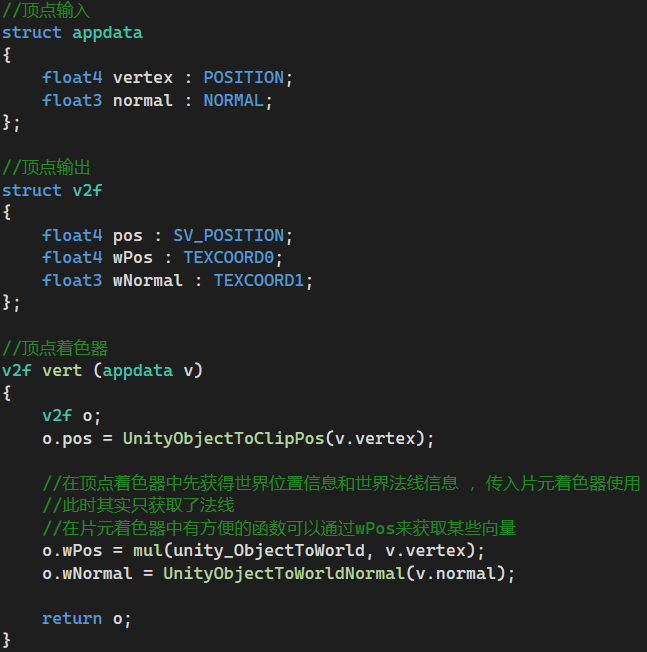 //顶点输入
struct appdata
{
    float4 vertex : POSITION;
    float3 normal : NORMAL;
};

//顶点输出
struct v2f
{
    float4 pos : SV_POSITION;
    float4 wPos : TEXCOORD0;
    float3 wNormal : TEXCOORD1;
};

//顶点着色器
v2f vert (appdata v)
{
    v2f o;
    o.pos = UnityObjectToClipPos(v.vertex);

    //在顶点着色器中先获得世界位置信息和世界法线信息 ，传入片元着色器使用
    //此时其实只获取了法线
    //在片元着色器中有方便的函数可以通过wPos来获取某些向量
    o.wPos = mul(unity_ObjectToWorld, v.vertex);
    o.wNormal = UnityObjectToWorldNormal(v.normal);

    return o;
}